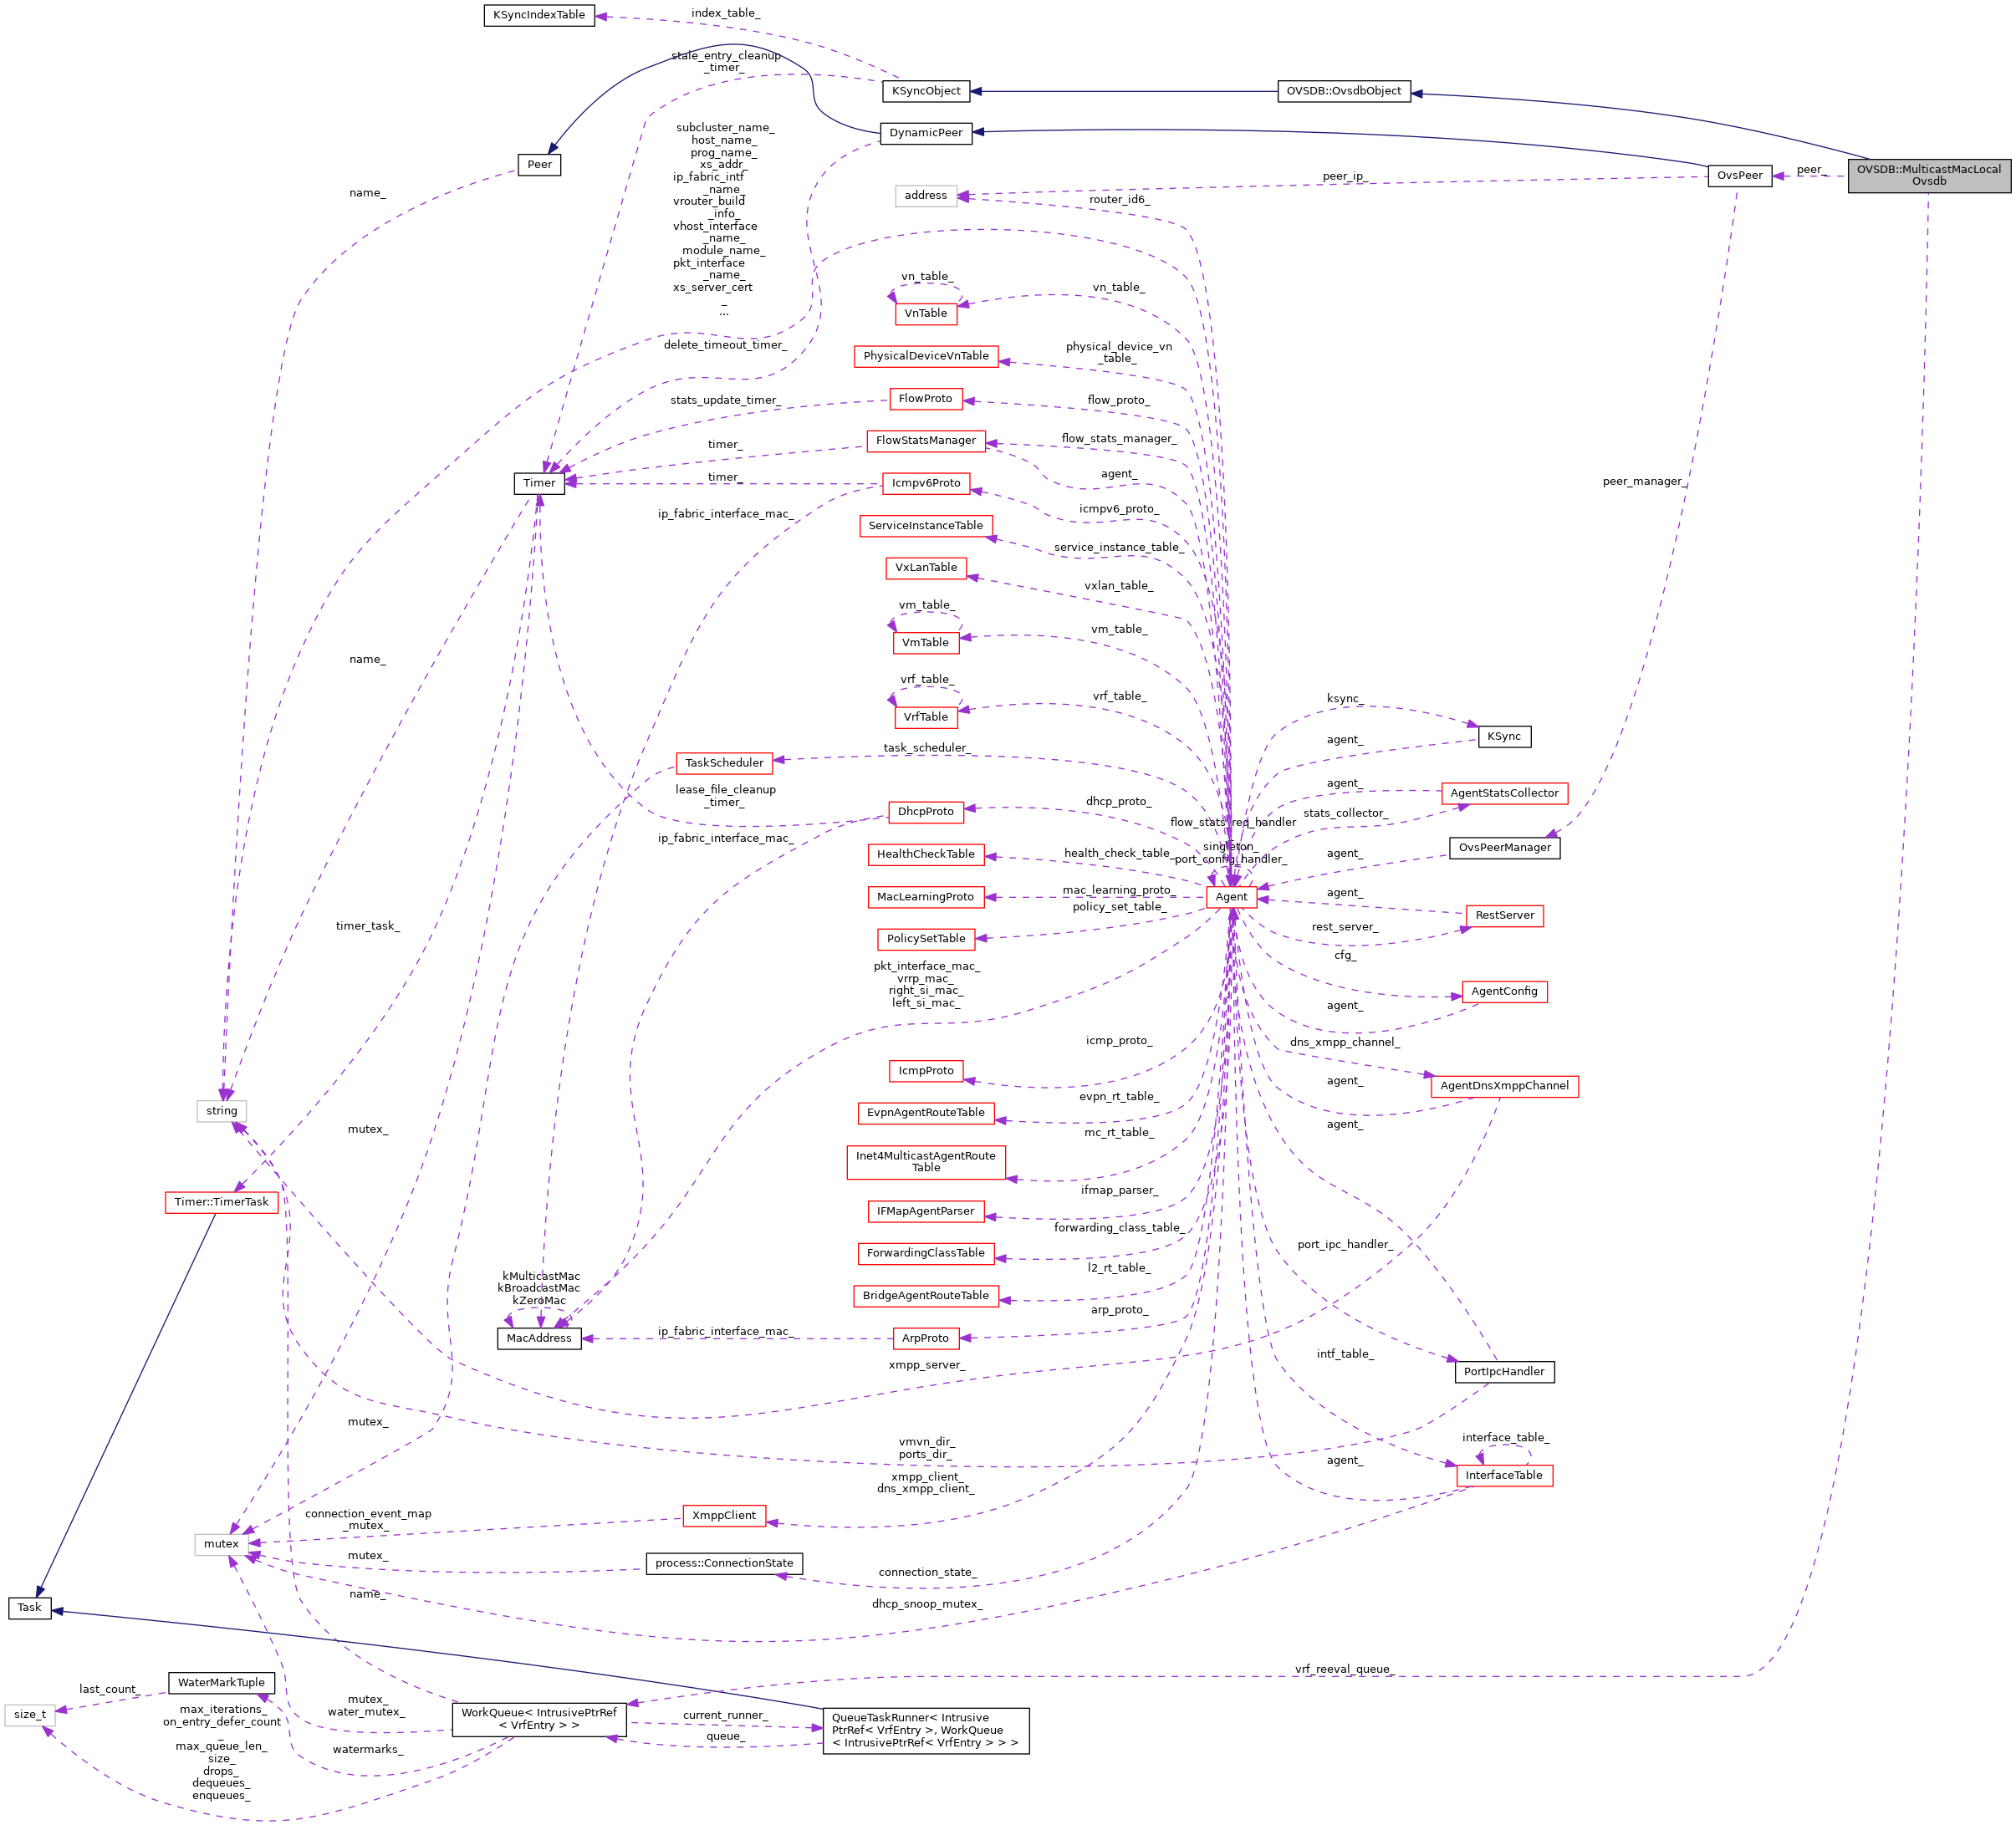 KSyncIndexTable
index_table_
stale_entry_cleanup
_timer_
KSyncObject
OVSDB::OvsdbObject
DynamicPeer
Peer
OVSDB::MulticastMacLocal
Ovsdb
peer_
OvsPeer
peer_ip_
address
router_id6_
name_
subcluster_name_
host_name_
prog_name_
xs_addr_
ip_fabric_intf
_name_
vrouter_build
_info_
vhost_interface
_name_
module_name_
pkt_interface
_name_
xs_server_cert
_
...
vn_table_
VnTable
vn_table_
delete_timeout_timer_
PhysicalDeviceVnTable
physical_device_vn
_table_
stats_update_timer_
FlowProto
flow_proto_
timer_
FlowStatsManager
flow_stats_manager_
agent_
Timer
timer_
Icmpv6Proto
icmpv6_proto_
peer_manager_
ip_fabric_interface_mac_
ServiceInstanceTable
service_instance_table_
VxLanTable
vxlan_table_
vm_table_
VmTable
vm_table_
name_
vrf_table_
VrfTable
vrf_table_
ksync_
KSync
agent_
TaskScheduler
task_scheduler_
lease_file_cleanup
_timer_
DhcpProto
dhcp_proto_
agent_
AgentStatsCollector
stats_collector_
flow_stats_req_handler
_
singleton_
port_config_handler_
ip_fabric_interface_mac_
HealthCheckTable
health_check_table_
agent_
OvsPeerManager
MacLearningProto
mac_learning_proto_
Agent
agent_
RestServer
rest_server_
timer_task_
PolicySetTable
policy_set_table_
cfg_
AgentConfig
agent_
pkt_interface_mac_
vrrp_mac_
right_si_mac_
left_si_mac_
dns_xmpp_channel_
IcmpProto
icmp_proto_
agent_
AgentDnsXmppChannel
string
EvpnAgentRouteTable
evpn_rt_table_
agent_
mutex_
Inet4MulticastAgentRoute
Table
mc_rt_table_
Timer::TimerTask
IFMapAgentParser
ifmap_parser_
ForwardingClassTable
forwarding_class_table_
port_ipc_handler_
kMulticastMac
kBroadcastMac
kZeroMac
BridgeAgentRouteTable
l2_rt_table_
MacAddress
ip_fabric_interface_mac_
ArpProto
arp_proto_
xmpp_server_
intf_table_
PortIpcHandler
mutex_
vmvn_dir_
ports_dir_
interface_table_
InterfaceTable
agent_
xmpp_client_
dns_xmpp_client_
connection_event_map
_mutex_
XmppClient
mutex
mutex_
process::ConnectionState
connection_state_
name_
dhcp_snoop_mutex_
Task
vrf_reeval_queue_
WaterMarkTuple
last_count_
size_t
mutex_
water_mutex_
WorkQueue< IntrusivePtrRef
< VrfEntry > >
current_runner_
queue_
QueueTaskRunner< Intrusive
PtrRef< VrfEntry >, WorkQueue
< IntrusivePtrRef< VrfEntry > > >
max_iterations_
on_entry_defer_count
_
max_queue_len_
size_
drops_
dequeues_
enqueues_
watermarks_